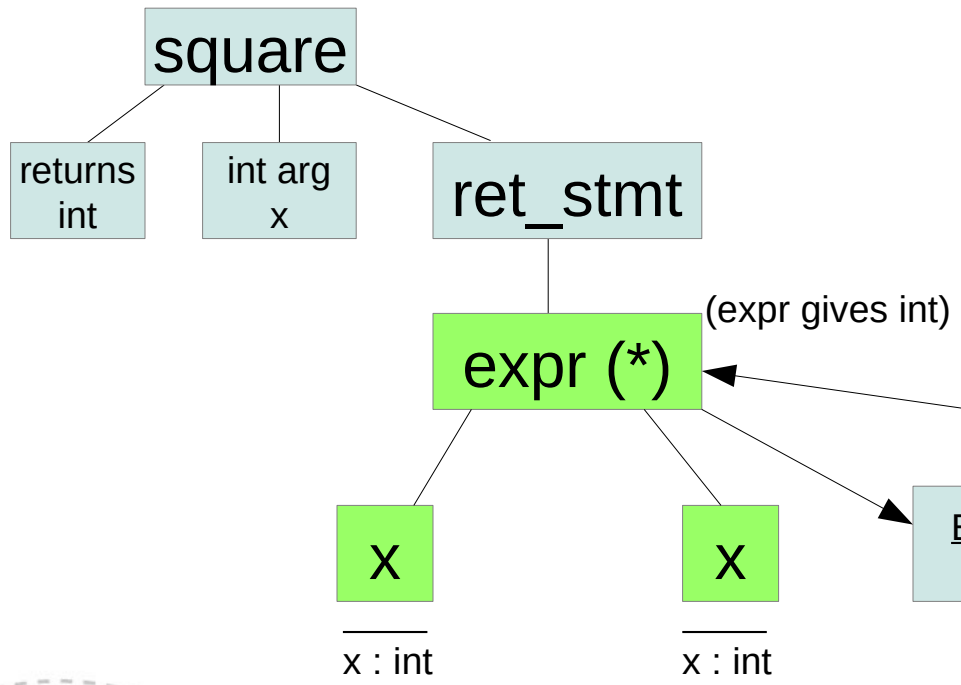 square
returns
int
int arg
x
ret_stmt
(expr gives int)
expr (*)
x
x
x : int
x : int